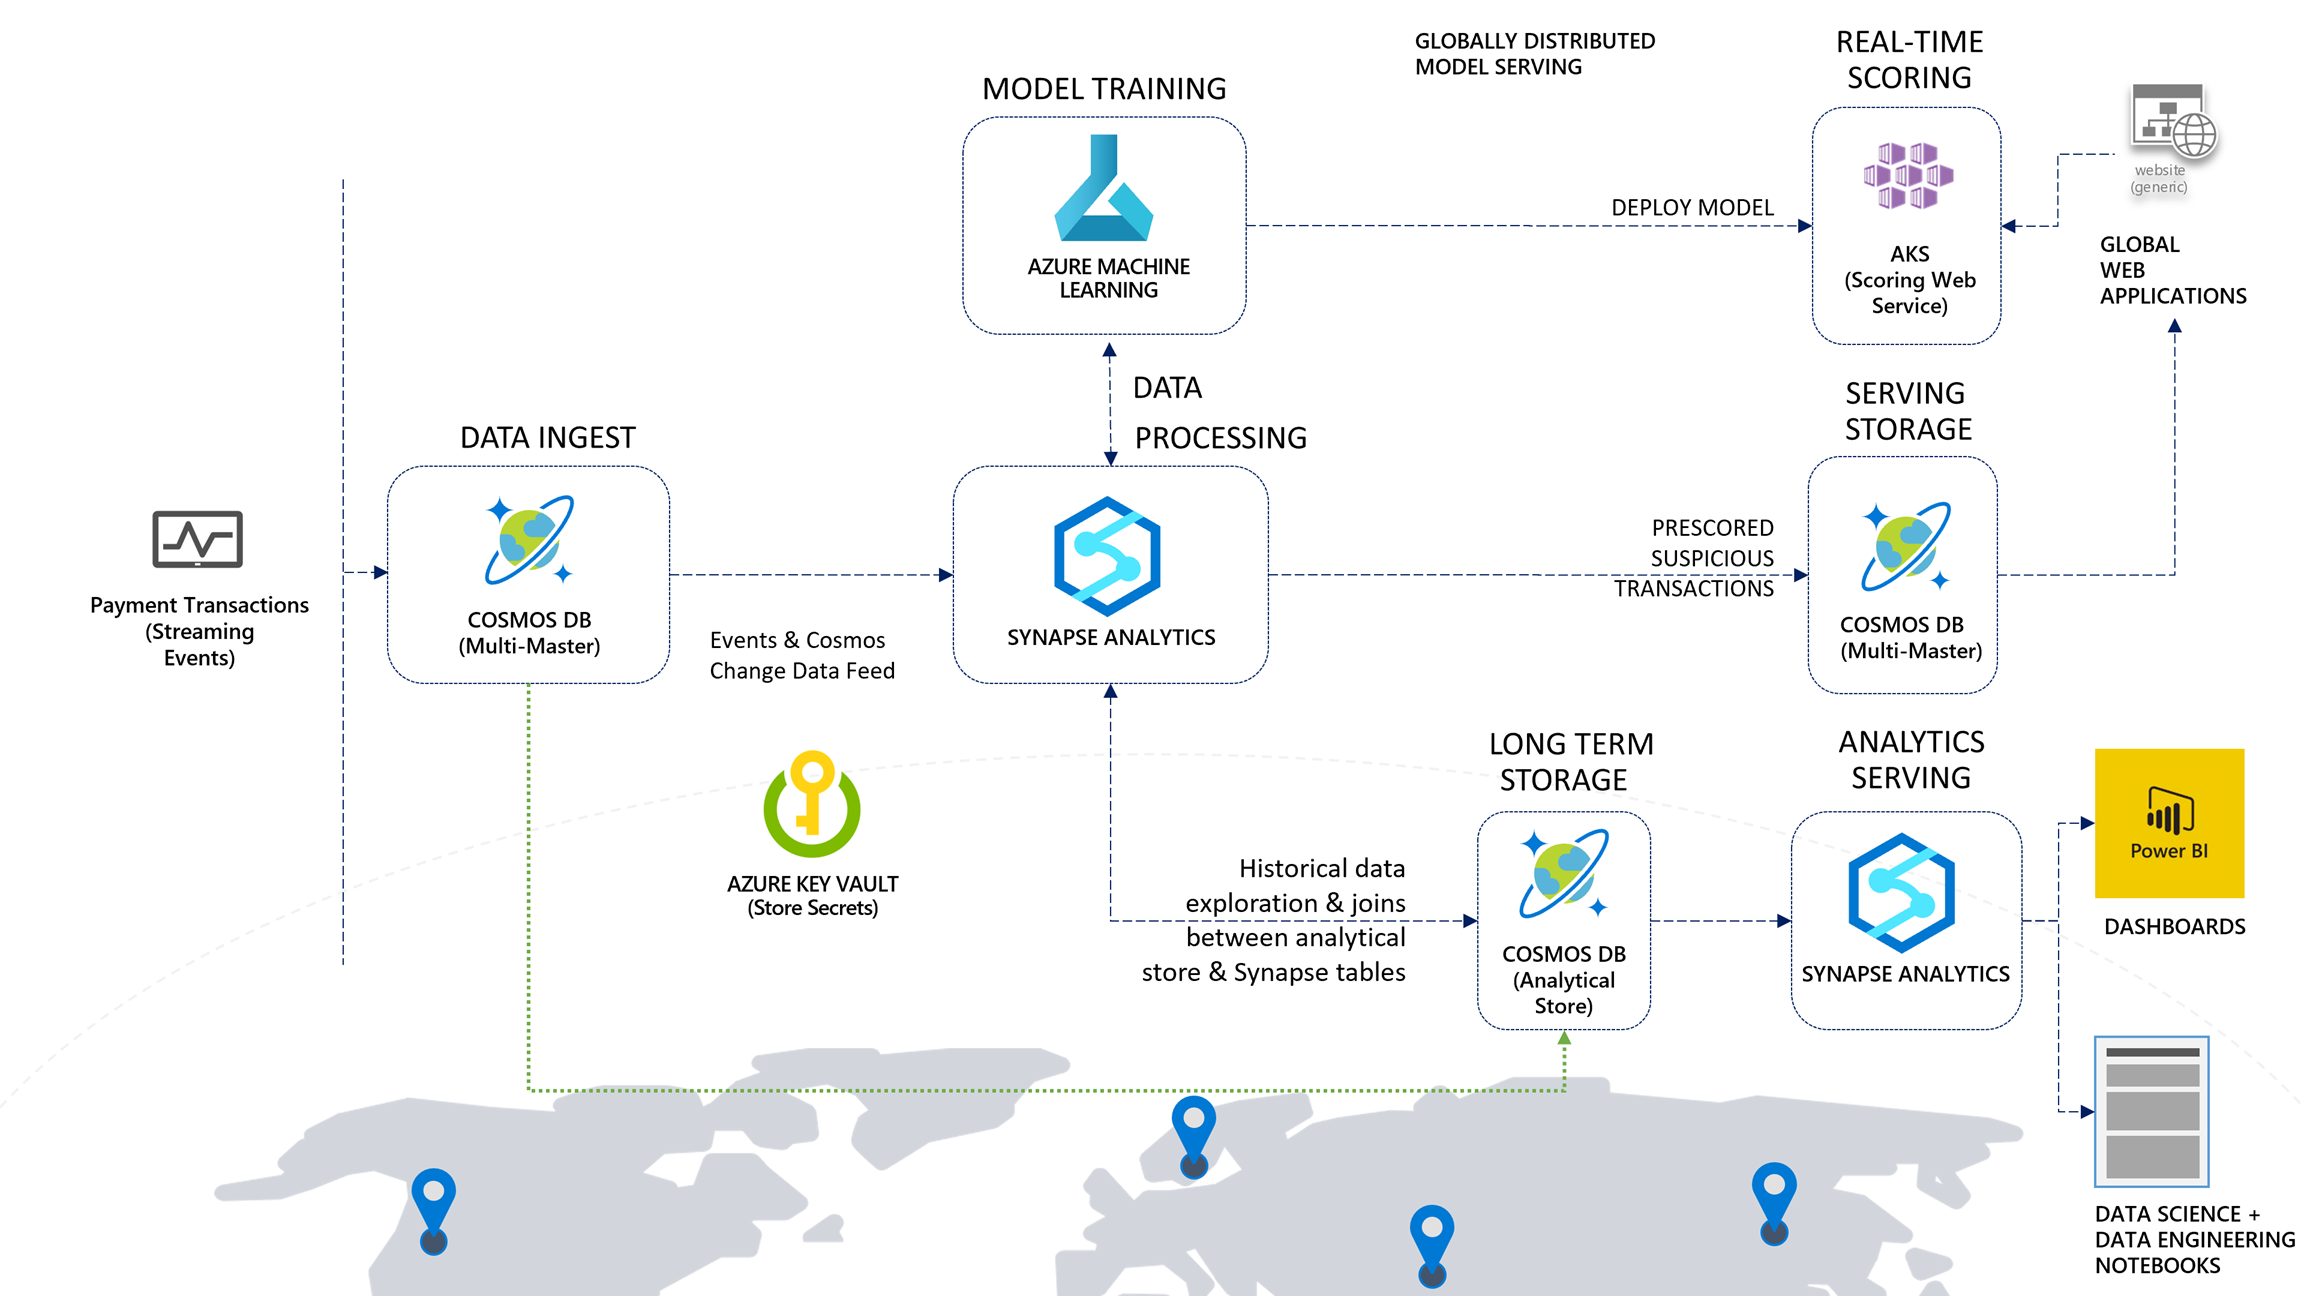 GLOBALLY DISTRIBUTED
MODEL SERVING
REAL-TIME
SCORING
MODEL TRAINING
AZURE MACHINE
LEARNING
DEPLOY MODEL
AKS
(Scoring Web
Service)
website
(generic)
GLOBAL
WEB
APPLICATIONS
DATA
PROCESSING
SERVING
STORAGE
DATA INGEST
Payment Transactions
(Streaming
Events)
COSMOS DB
(Multi-Master)
Events & Cosmos
Change Data Feed
SYNAPSE ANALYTICS
PRESCORED
SUSPICIOUS
TRANSACTIONS
COSMOS DB
(Multi-Master)
AZURE KEY VAULT
(Store Secrets)
LONG TERM
STORAGE
ANALYTICS
SERVING
Historical data
exploration & joins
between analytical
store & Synapse tables
COSMOS DB
(Analytical
Store)
SYNAPSE ANALYTICS
Power BI
DASHBOARDS
DATA SCIENCE +
DATA ENGINEERING
NOTEBOOKS